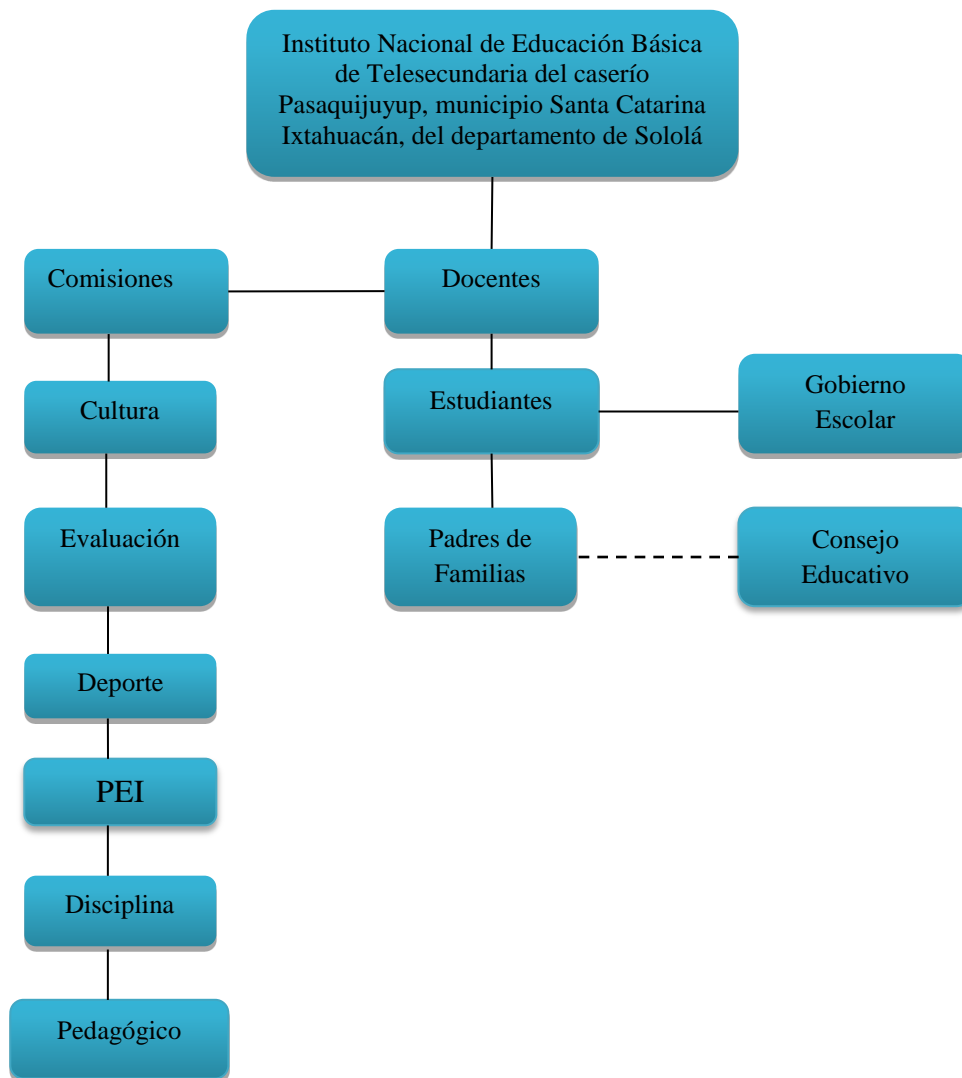 Instituto Nacional de Educación Básica
de Telesecundaria del caserío
Pasaquijuyup, municipio Santa Catarina
Ixtahuacán, del departamento de Sololá
Comisiones
Docentes
Cultura
Estudiantes
Gobierno
Escolar
Evaluación
Padres de
Familias
Consejo
Educativo
Deporte
PEI
Disciplina
Pedagógico